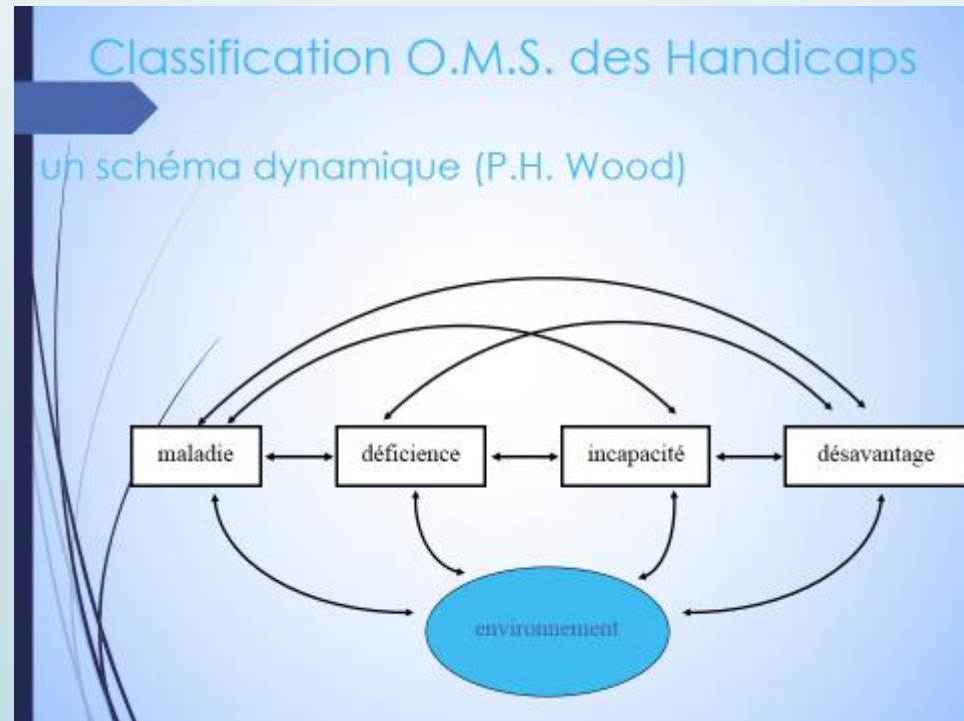 Classification O.M.S. des Handicaps
un schéma dynamique (P.H. Wood)
maladie
déficience
incapacité
désavantage
environnement